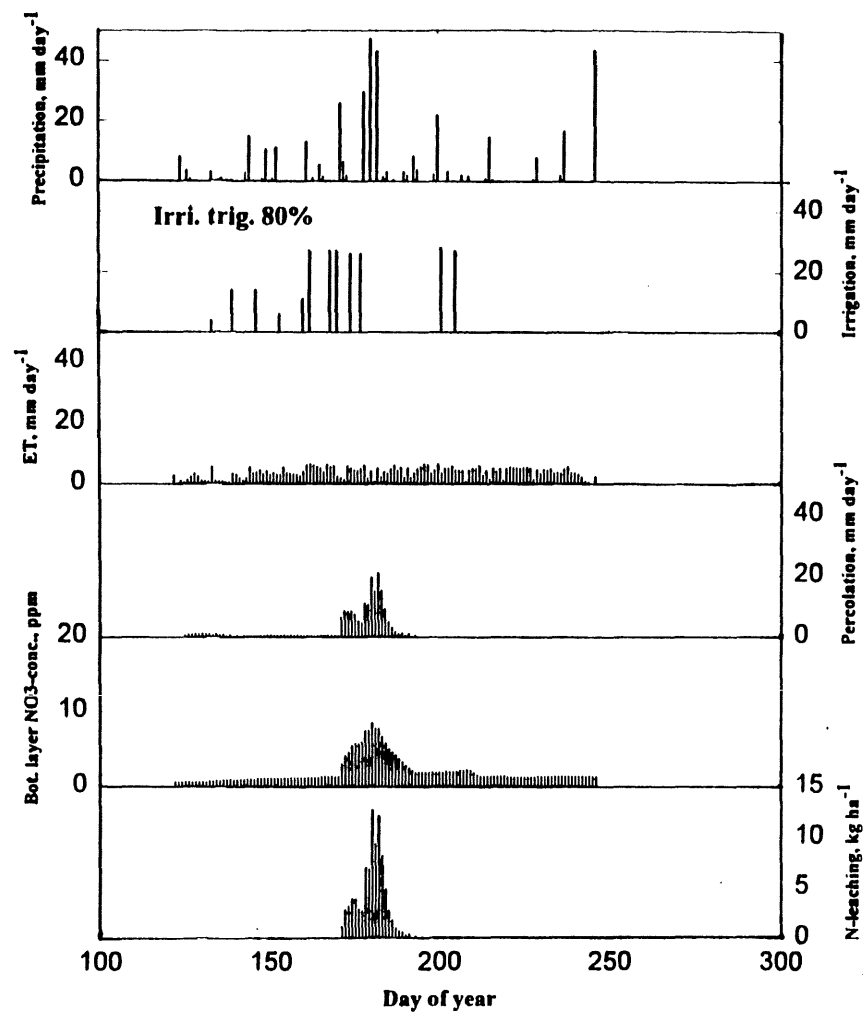 Precipitation, mm day-1
40
20
0
Irri. trig. 80%
40
20
0
Irrigation, mm day-1
ET, mm day-1
40
20
0
40
20
0
Percolation, mm day-1
Bot. layer NO3-conc., ppm
20
10
0
15
10
5
0
N-leaching, kg ha-1
100 150 200 250 300
Day of year